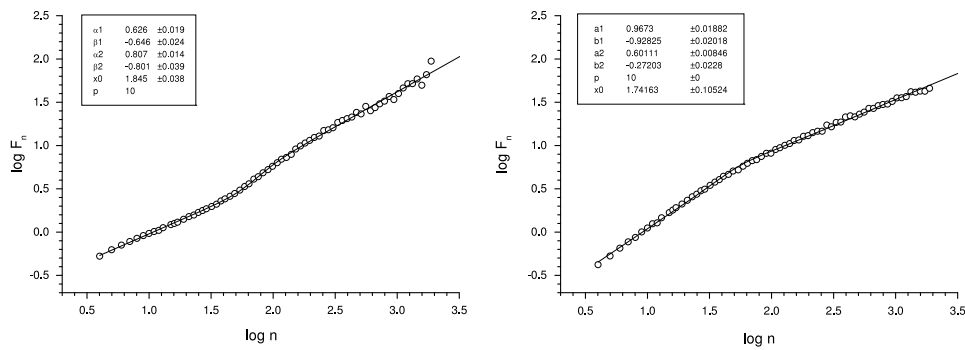 α1 0.626 ±0.019
β1 -0.646 ±0.024
α2 0.807 ±0.014
β2 -0.801 ±0.039
x0 1.845 ±0.038
p 10
2.5
2.0
1.5
1.0
0.5
0.0
-0.5
log Fn
0.5 1.0 1.5 2.0 2.5 3.0 3.5
log n
a1 0.9673 ±0.01882
b1 -0.92825 ±0.02018
a2 0.60111 ±0.00846
b2 -0.27203 ±0.0228
p 10 ±0
x0 1.74163 ±0.10524
2.5
2.0
1.5
1.0
0.5
0.0
-0.5
log Fn
0.5 1.0 1.5 2.0 2.5 3.0 3.5
log n